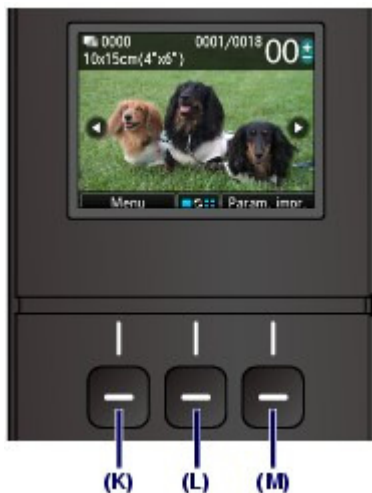 0000 0001/0018 00
10x15cm(4"x6")
Menu Param. impr.
(K) (L) (M)